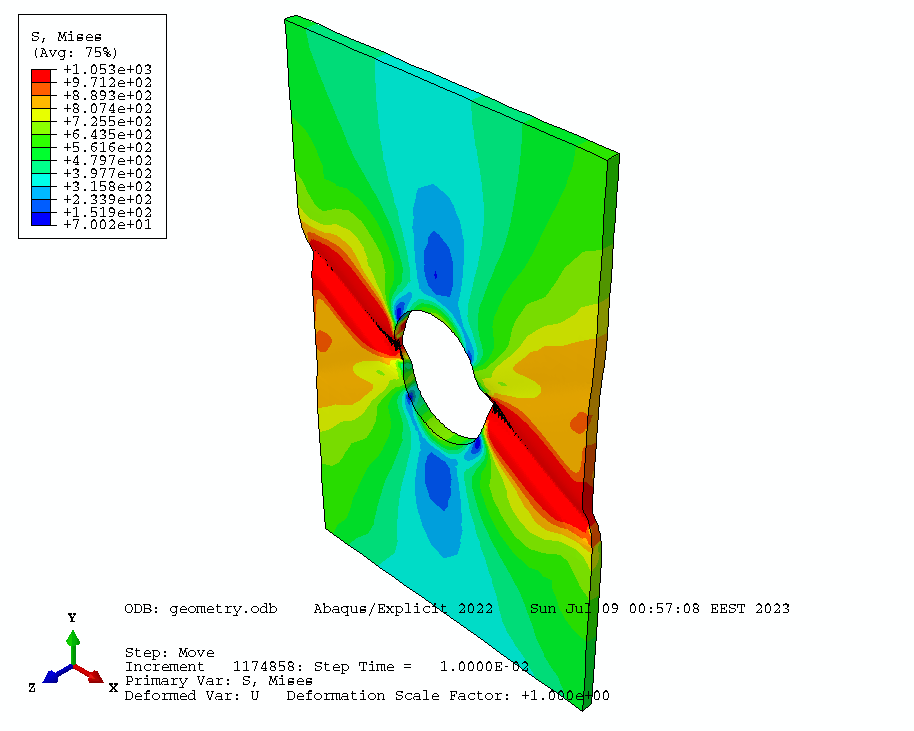 S, Mises
(Avg: 75%)
+1.053e+03
+9.712e+02
+8.893e+02
+8.074e+02
+7.255e+02
+6.435e+02
+5.616e+02
+4.797e+02
+3.977e+02
+3.158e+02
+2.339e+02
+1.519e+02
+7.002e+01
ODB: geometry.odb Abaqus/Explicit 2022 Sun Jul 09 00:57:08 EEST 2023
Y
Z
X
Step: Move
Increment 1174858: Step Time = 1.0000E-02
Primary Var: S, Mises
Deformed Var: U Deformation Scale Factor: +1.000e+00